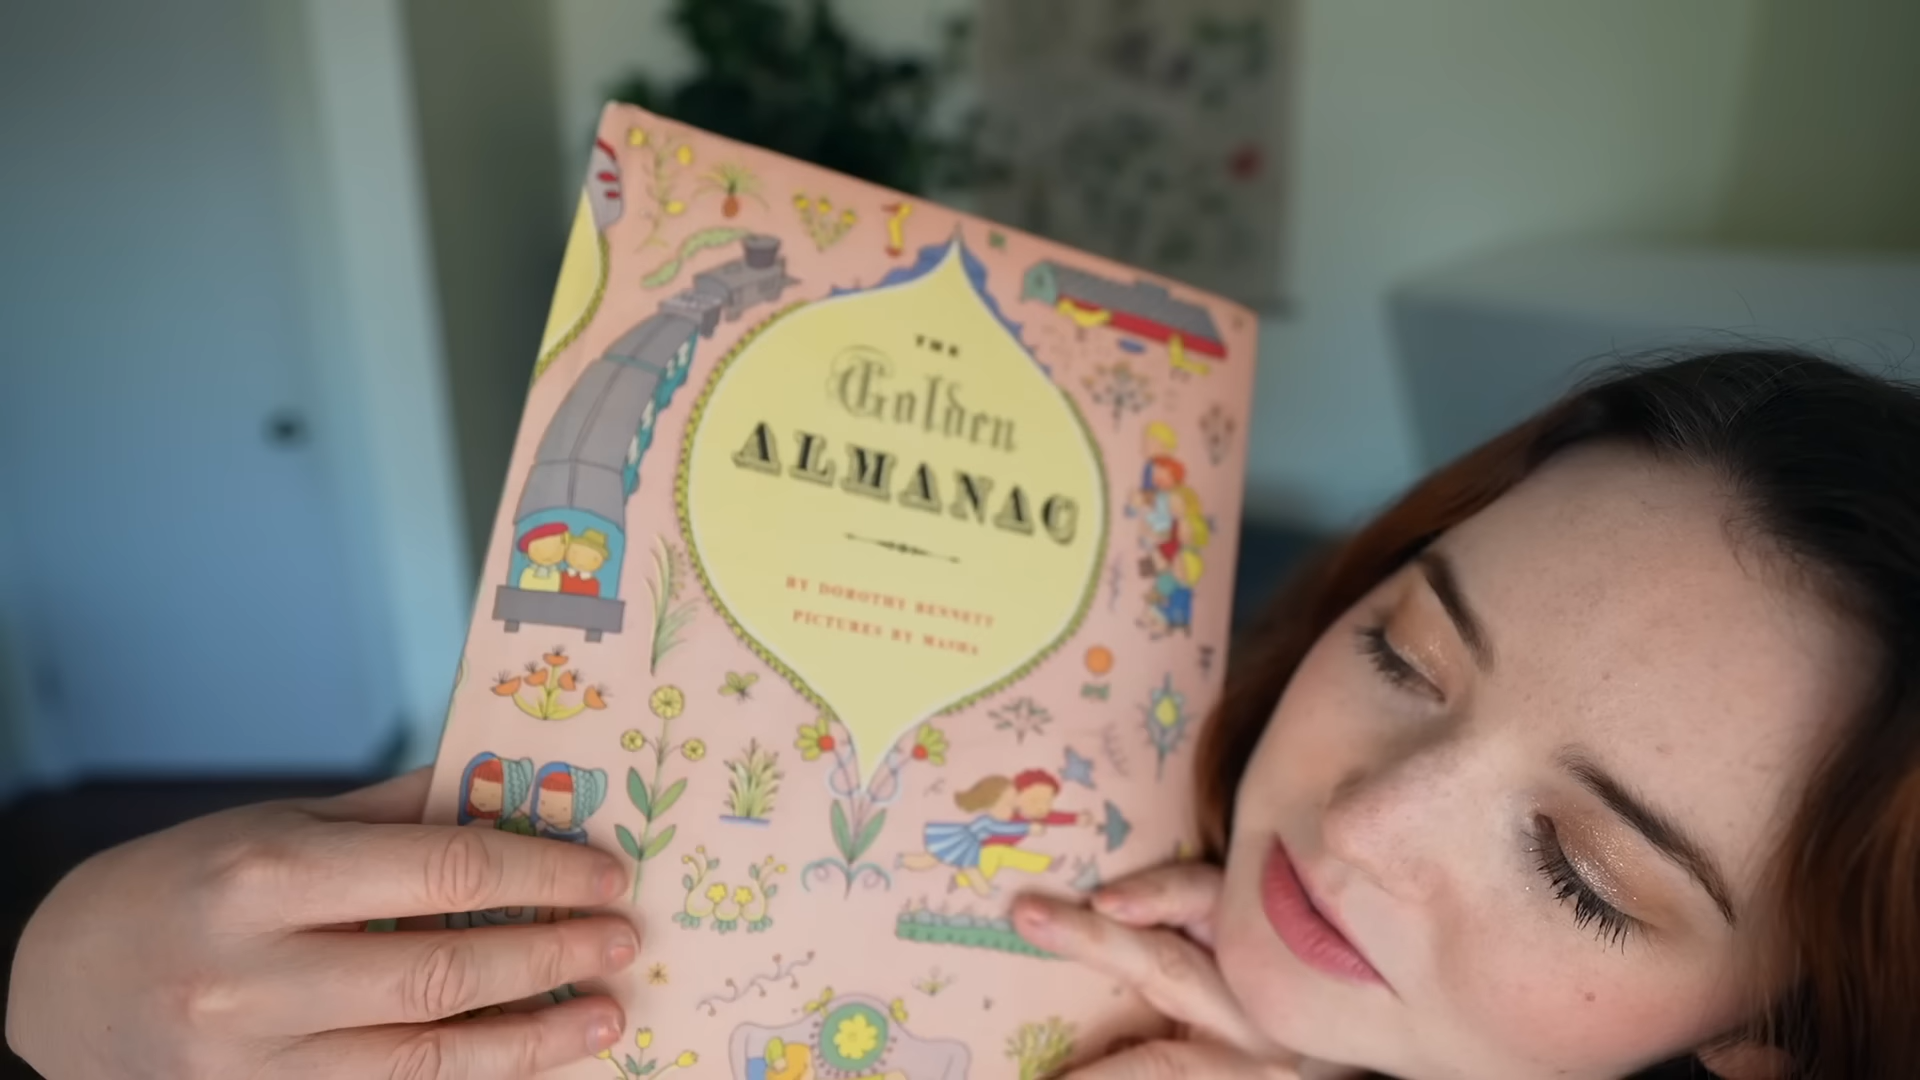 THE
Golden
ALMANAC
BY DOROTHY BENNETT
PICTURES BY MASHA